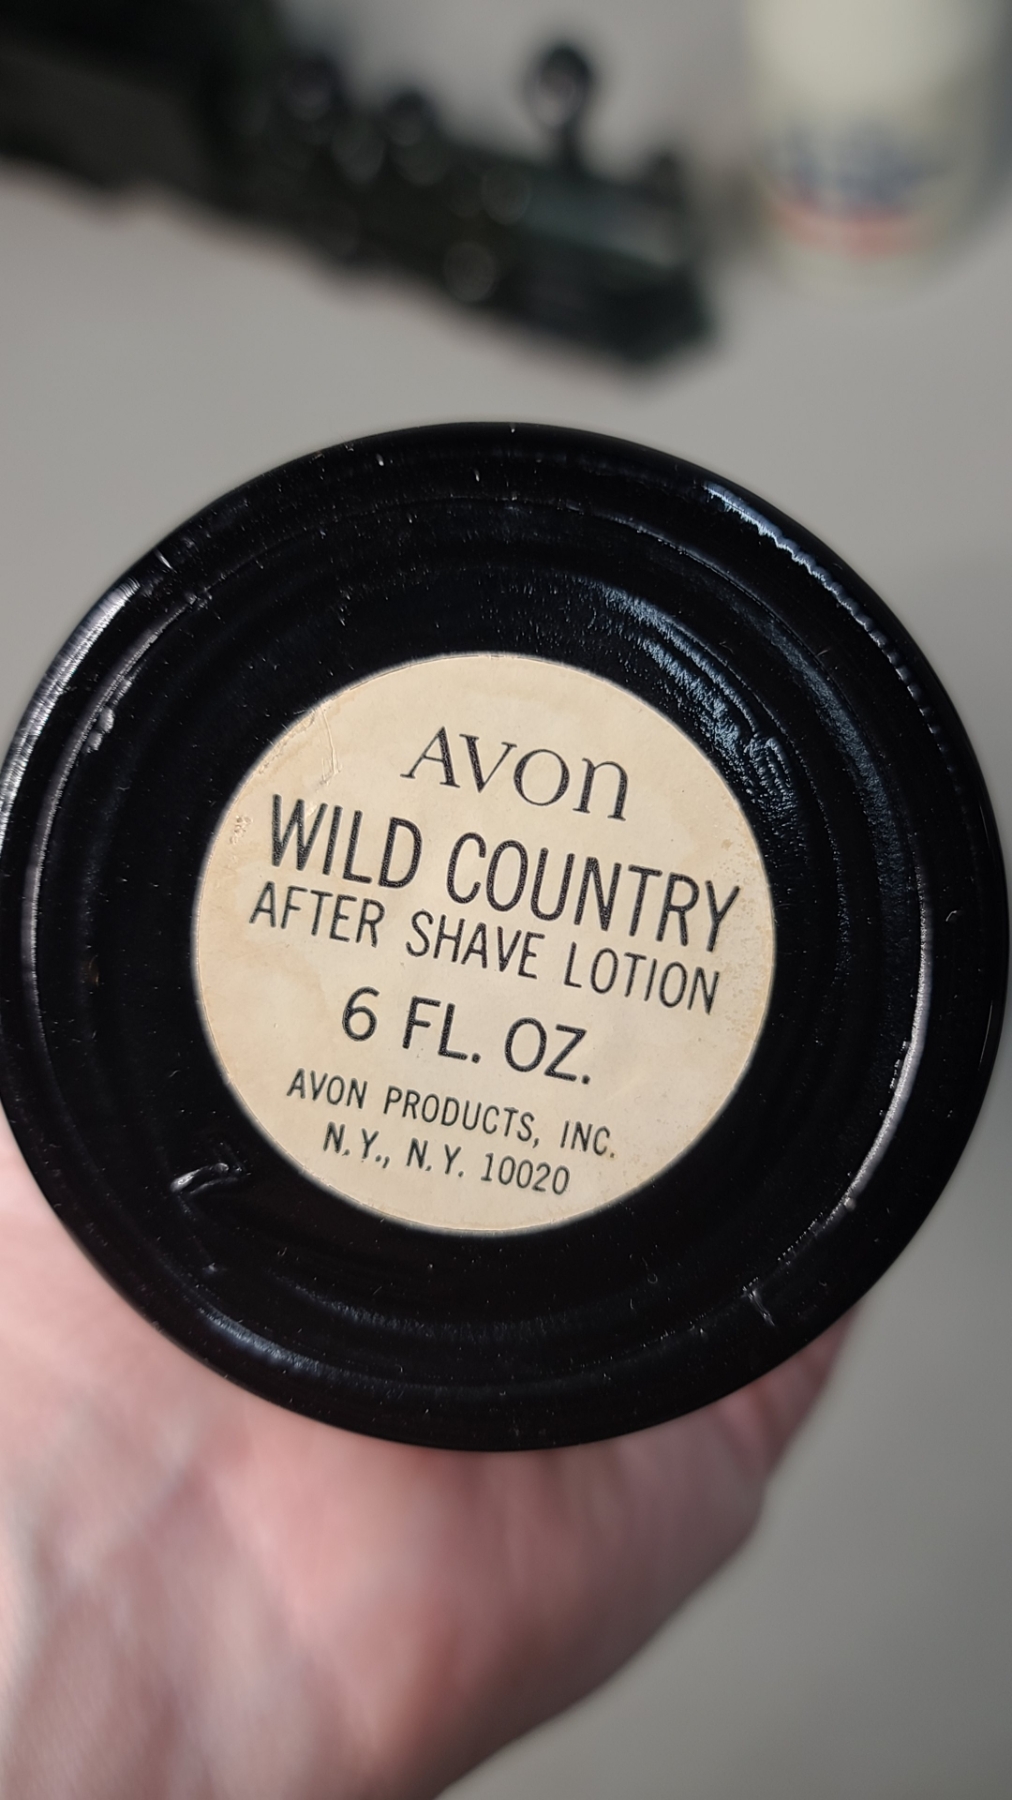 AVON
WILD COUNTRY
AFTER SHAVE LOTION
6 FL. OZ.
AVON PRODUCTS, INC.
N.Y., N.Y. 10020